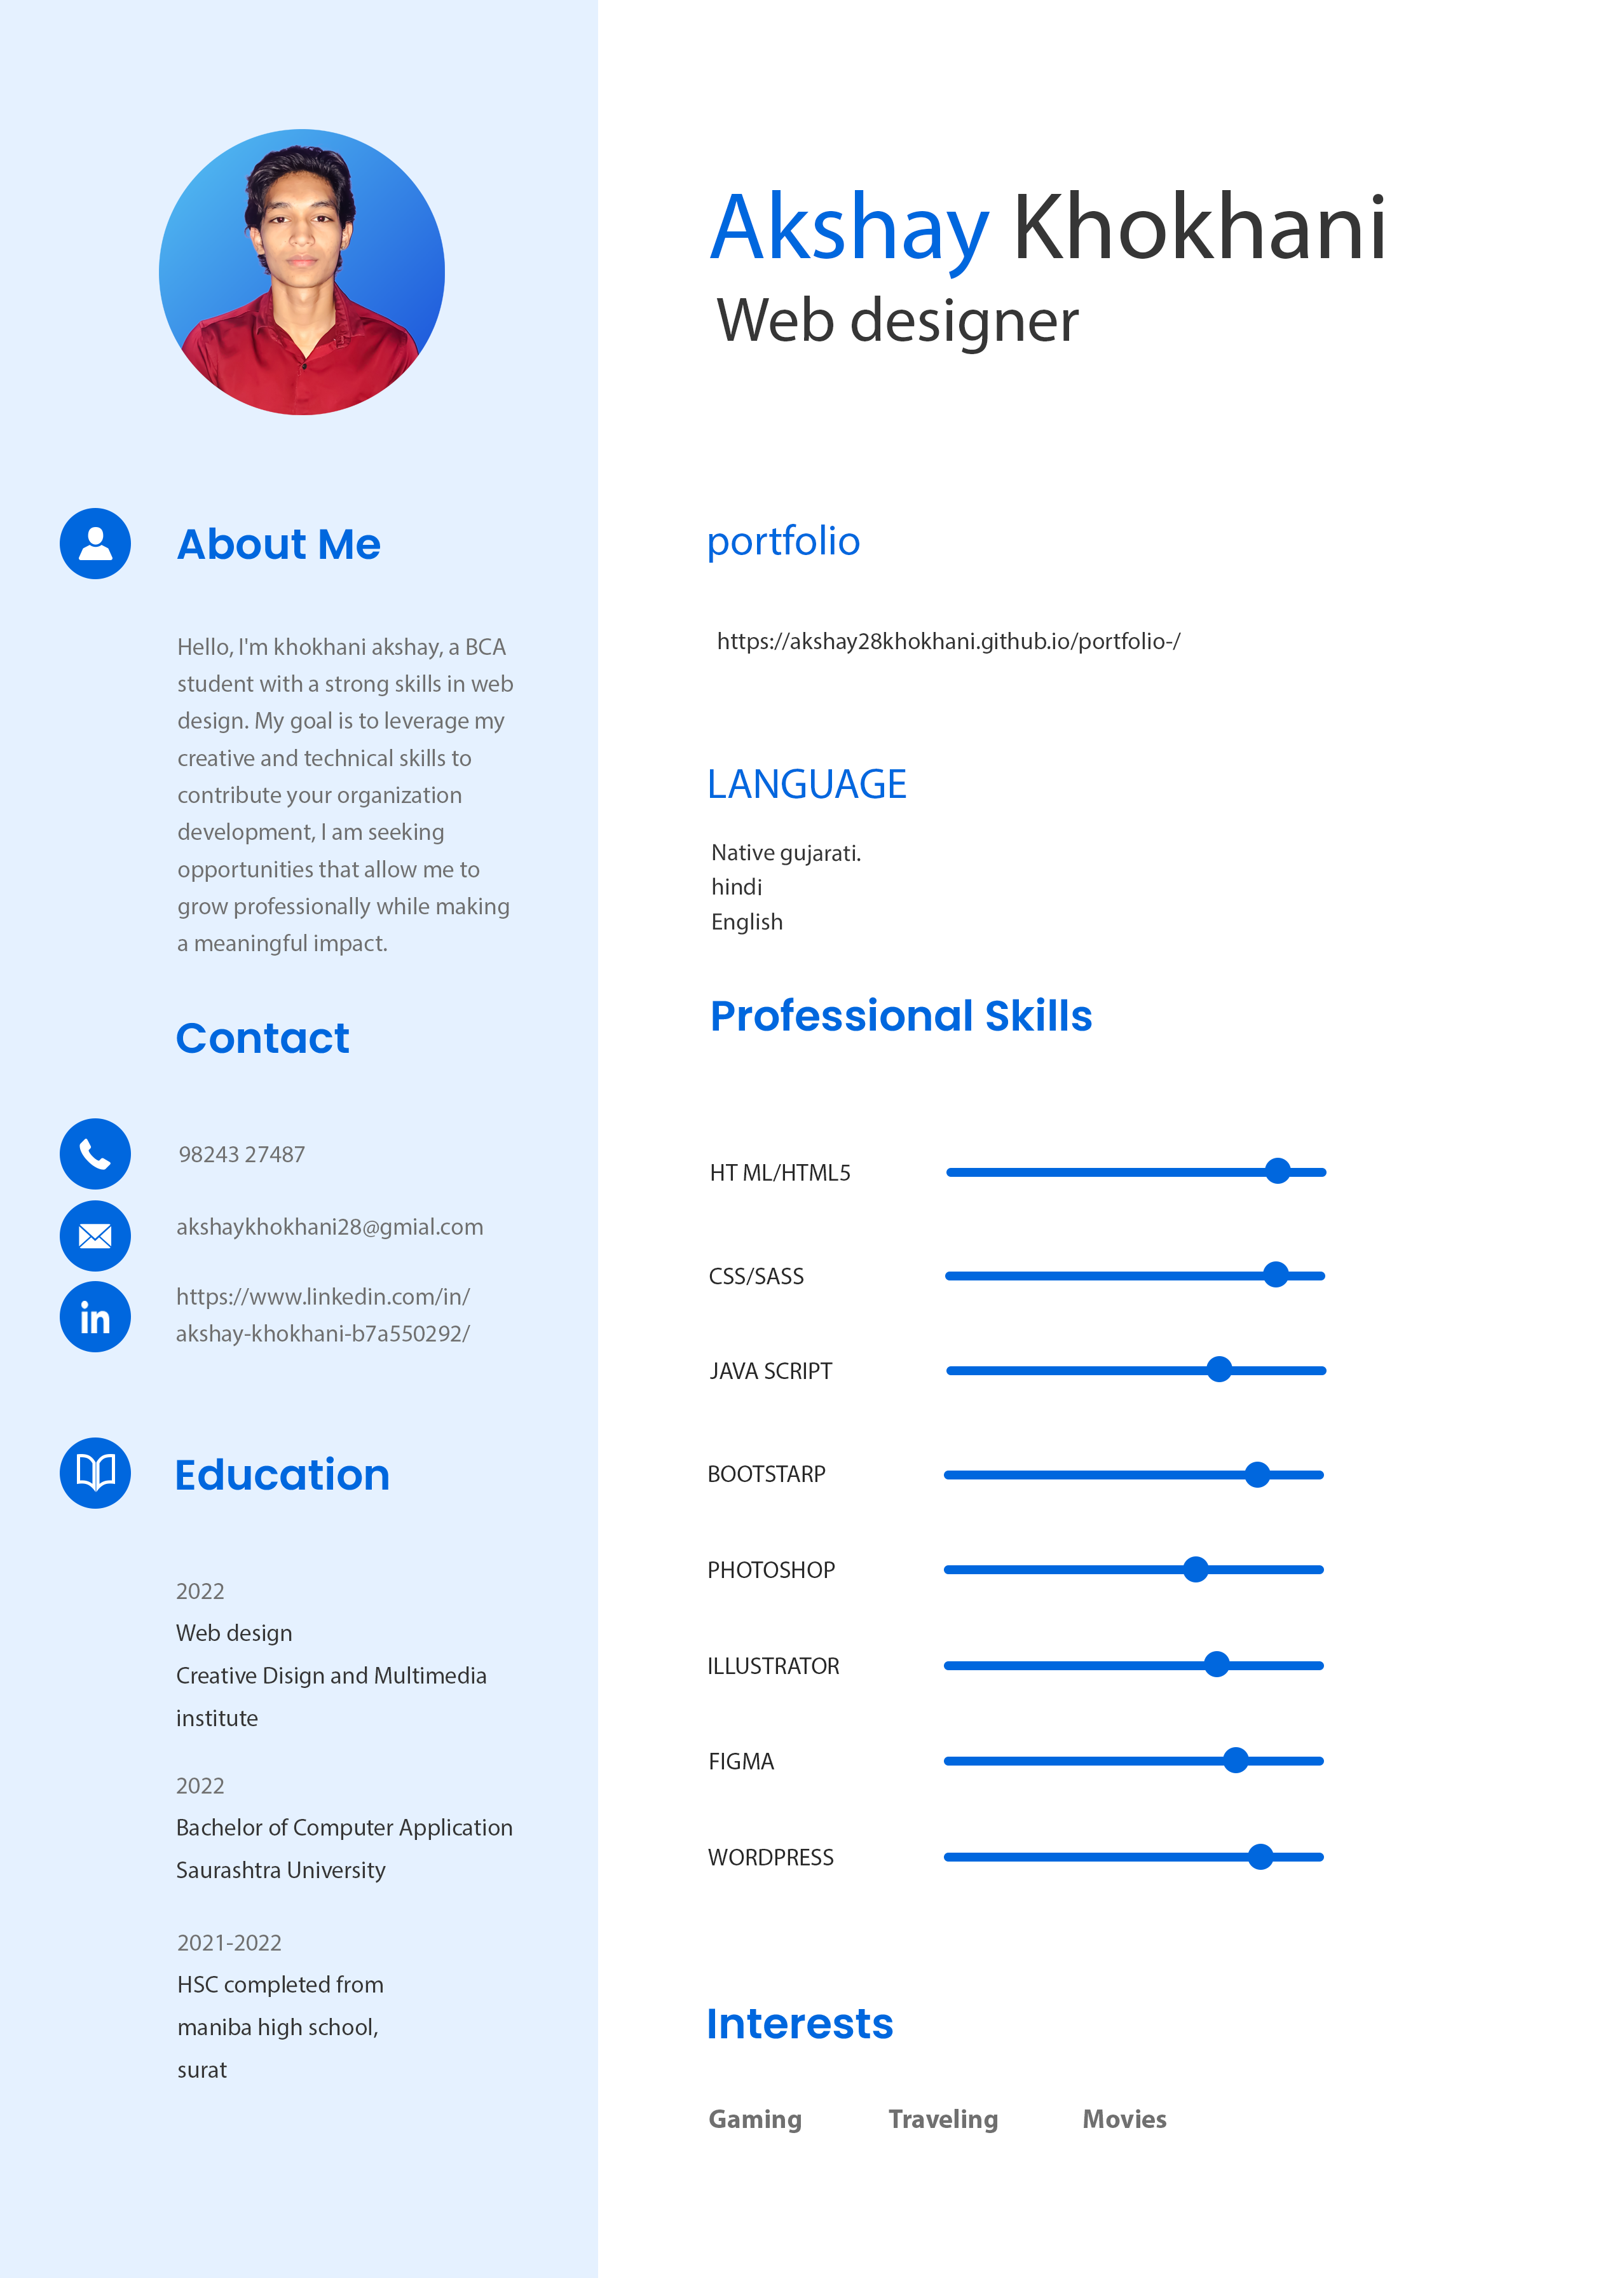 Akshay Khokhani
Web designer
About Me
Hello, I'm khokhani akshay, a BCA
student with a strong skills in web
design. My goal is to leverage my
creative and technical skills to
contribute your organization
development, I am seeking
opportunities that allow me to
grow professionally while making
a meaningful impact.
Contact
98243 27487
akshaykhokhani28@gmial.com
in
https://www.linkedin.com/in/
akshay-khokhani-b7a550292/
Education
2022
Web design
Creative Disign and Multimedia
institute
2022
Bachelor of Computer Application
Saurashtra University
2021-2022
HSC completed from
maniba high school,
surat
portfolio
https://akshay28khokhani.github.io/portfolio-/
LANGUAGE
Native gujarati.
hindi
English
Professional Skills
HT ML/HTML5
CSS/SASS
JAVA SCRIPT
BOOTSTARP
PHOTOSHOP
ILLUSTRATOR
FIGMA
WORDPRESS
Interests
Gaming Traveling Movies